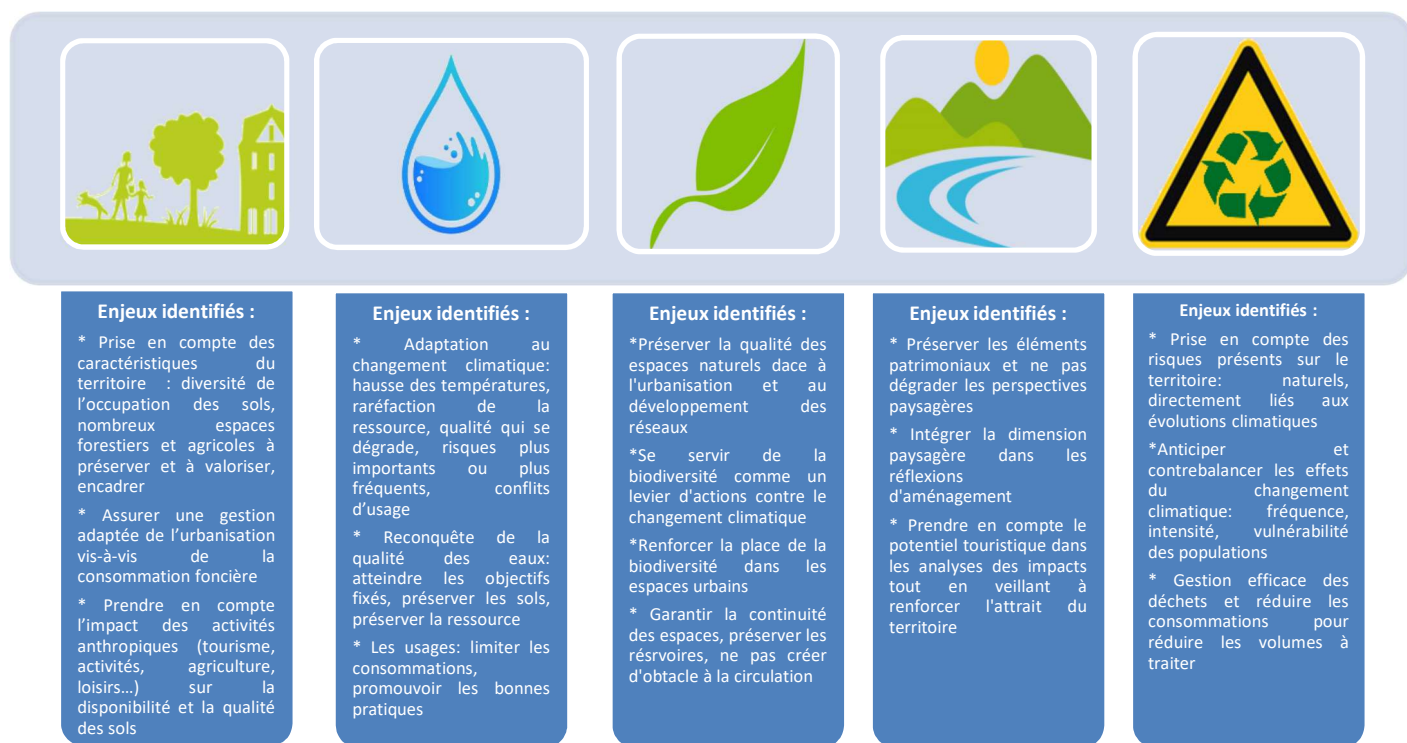 Enjeux identifiés :
* Prise en compte des
caractéristiques du
territoire : diversité de
l’occupation des sols,
nombreux espaces
forestiers et agricoles à
préserver et à valoriser,
encadrer
* Assurer une gestion
adaptée de l’urbanisation
vis-à-vis de la
consommation foncière
* Prendre en compte
l’impact des activités
anthropiques (tourisme,
activités, agriculture,
loisirs…) sur la
disponibilité et la qualité
des sols
Enjeux identifiés :
* Adaptation au
changement climatique:
hausse des températures,
raréfaction de la
ressource, qualité qui se
dégrade, risques plus
importants ou plus
fréquents, conflits
d’usage
* Reconquête de la
qualité des eaux:
atteindre les objectifs
fixés, préserver les sols,
préserver la ressource
* Les usages: limiter les
consommations,
promouvoir les bonnes
pratiques
Enjeux identifiés :
*Préserver la qualité des
espaces naturels dace à
l'urbanisation et au
développement des
réseaux
*Se servir de la
biodiversité comme un
levier d'actions contre le
changement climatique
*Renforcer la place de la
biodiversité dans les
espaces urbains
* Garantir la continuité
des espaces, préserver les
résrvoires, ne pas créer
d'obtacle à la circulation
Enjeux identifiés :
* Préserver les éléments
patrimoniaux et ne pas
dégrader les perspectives
paysagères
* Intégrer la dimension
paysagère dans les
réflexions
d'aménagement
* Prendre en compte le
potentiel touristique dans
les analyses des impacts
tout en veillant à
renforcer l'attrait du
territoire
Enjeux identifiés :
* Prise en compte des
risques présents sur le
territoire: naturels,
directement liés aux
évolutions climatiques
*Anticiper et
contrebalancer les effets
du changement
climatique: fréquence,
intensité, vulnérabilité
des populations
* Gestion efficace des
déchets et réduire les
consommations pour
réduire les volumes à
traiter